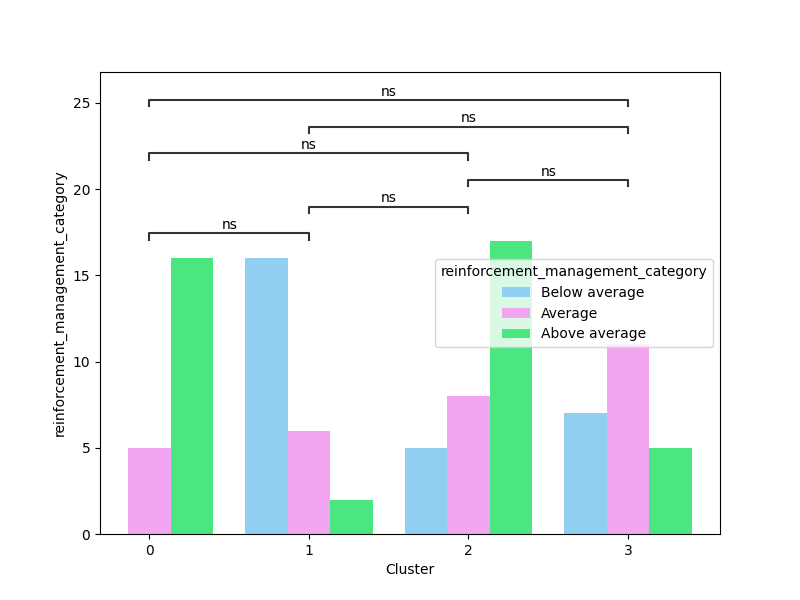 ns
ns
ns
ns
ns
ns
25
20
15
10
5
0
reinforcement_management_category
reinforcement_management_category
Below average
Average
Above average
0 1 2 3
Cluster